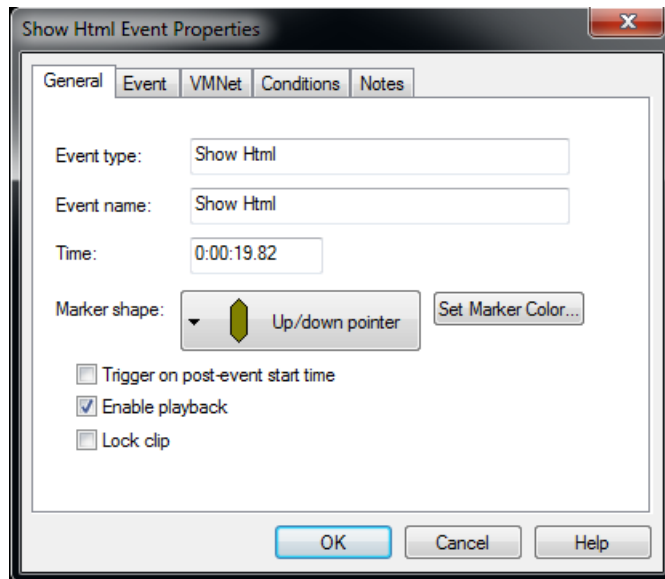 Show Html Event Properties
General Event VMNet Conditions Notes
Event type: Show Html
Event name: Show Html
Time: 0:00:19.82
Marker shape: Up/down pointer Set Marker Color...
Trigger on post-event start time
Enable playback
Lock clip
OK Cancel Help